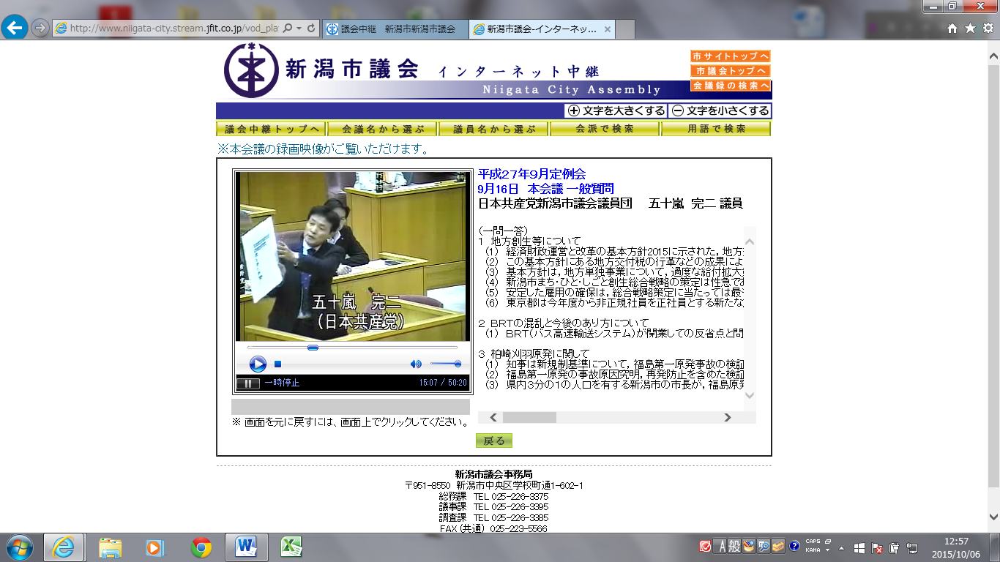 http://www.niigata-city.stream.jfit.co.jp/vod_pla
議会中継　新潟市新潟市議会
新潟市議会-インターネッ...
新潟市議会 インターネット中継
Niigata City Assembly
市サイトトップへ
市議会トップへ
会議録の検索へ
文字を大きくする
文字を小さくする
議会中継トップへ
会議名から選ぶ
議員名から選ぶ
会派で検索
用語で検索
※本会議の録画映像がご覧いただけます。
五十嵐　完二
（日本共産党）
一時停止
15:07 / 50:20
※ 画面を元に戻すには、画面上でクリックしてください。
平成27年9月定例会
9月16日　本会議 一般質問
日本共産党新潟市議会議員団　五十嵐　完二 議員
（一問一答）
1　地方創生等について
（1）　経済財政運営と改革の基本方針2015に示された，地方
（2）　この基本方針にある地方交付税の行革などの成果によ
（3）　基本方針は，地方単独事業について，過度な給付拡大
（4）　新潟市まち・ひと・しごと創生総合戦略の策定は性急で
（5）　安定した雇用の確保は，総合戦略策定に当たっては最
（6）　東京都は今年度から非正規社員を正社員とする新たな
2　BRTの混乱と今後のあり方について
（1）　BRT（バス高速輸送システム）が開業しての反省点と問
3　柏崎刈羽原発に関して
（1）　知事は新規制基準について，福島第一原発事故の検証
（2）　福島第一原発の事故原因究明，再発防止を含めた検証
（3）　県内3分の1の人口を有する新潟市の市長が，福島原発
戻る
新潟市議会事務局
〒951-8550　新潟市中央区学校町通1-602-1
総務課　TEL 025-226-3375
議事課　TEL 025-226-3395
調査課　TEL 025-226-3385
FAX（共通）　025-223-5566
A 般
CAPS
KANA
12:57
2015/10/06